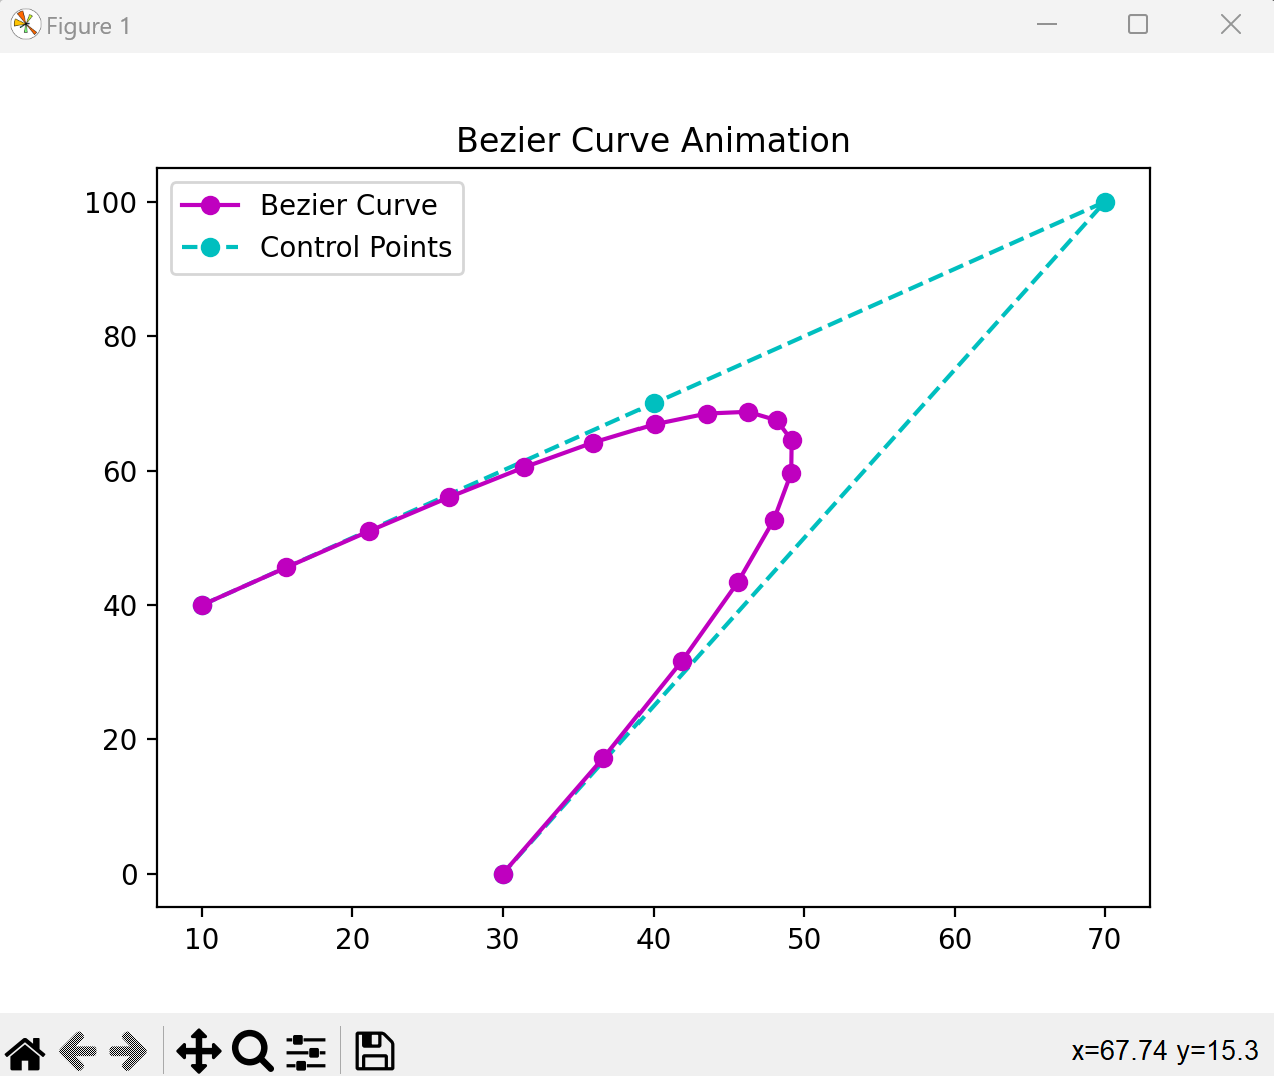 Figure 1
Bezier Curve Animation
Bezier Curve
Control Points
100
80
60
40
20
0
10 20 30 40 50 60 70
x=67.74 y=15.3